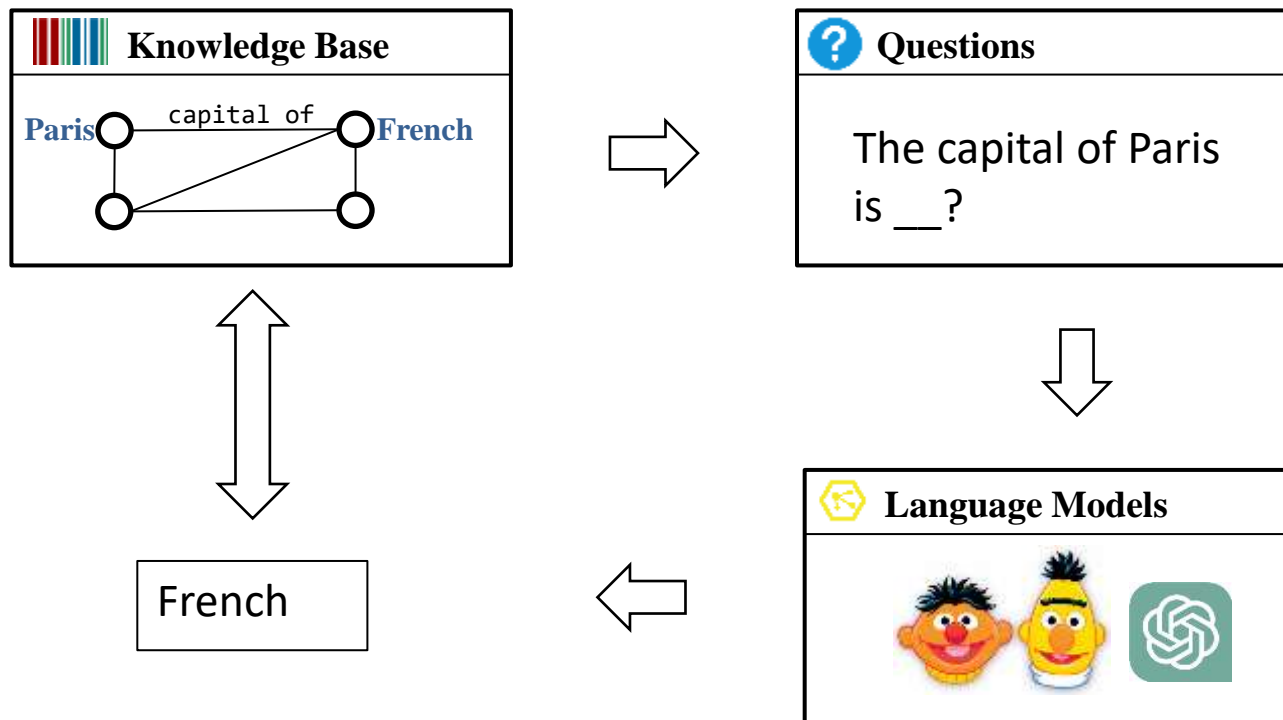 Knowledge Base
Paris
capital of
French
?
Questions
The capital of Paris
is __?
Language Models
French